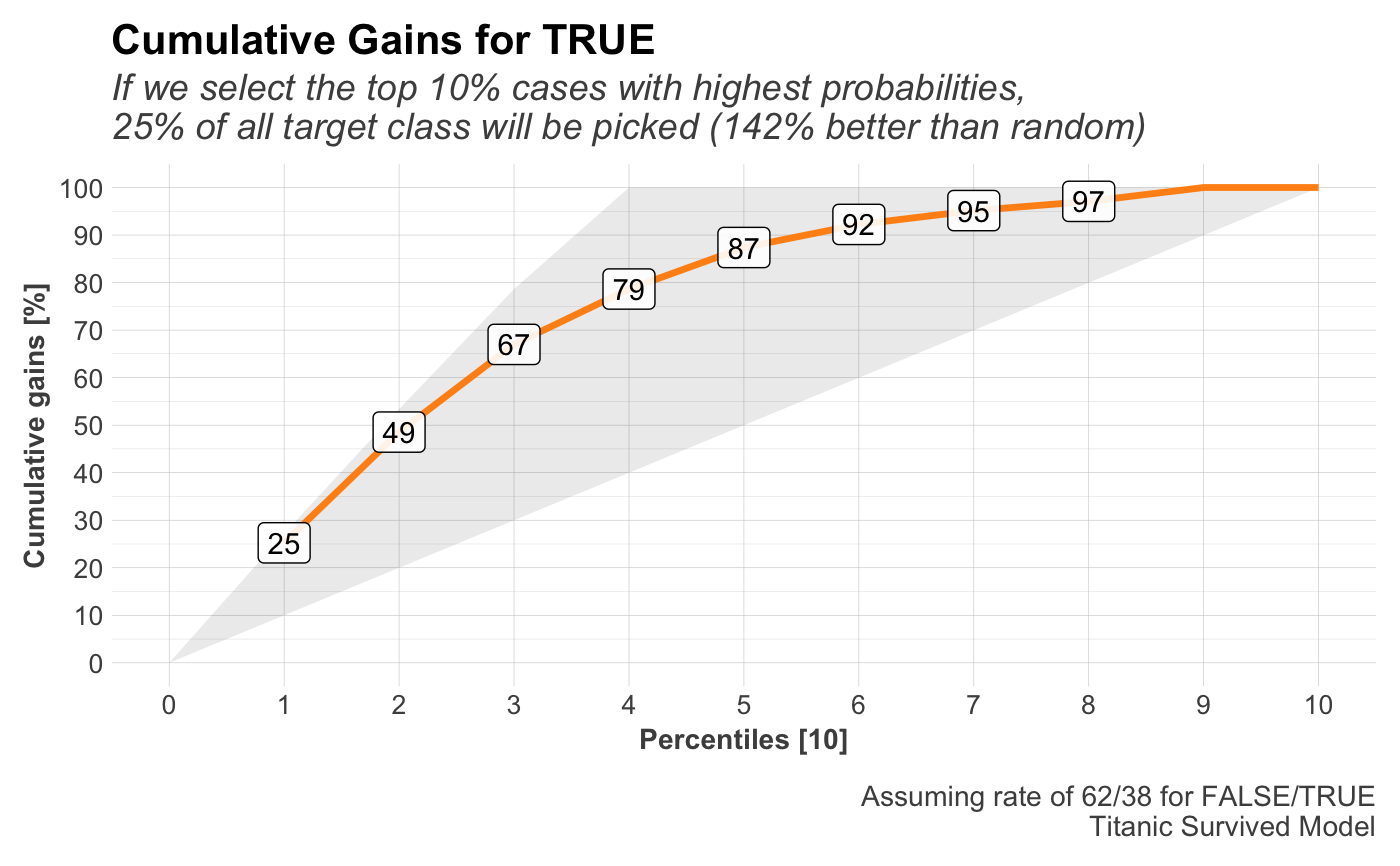 Cumulative Gains for TRUE
If we select the top 10% cases with highest probabilities,
25% of all target class will be picked (142% better than random)
Cumulative gains [%]
100
90
80
70
60
50
40
30
20
10
0
25
49
67
79
87
92
95
97
0 1 2 3 4 5 6 7 8 9 10
Percentiles [10]
Assuming rate of 62/38 for FALSE/TRUE
Titanic Survived Model